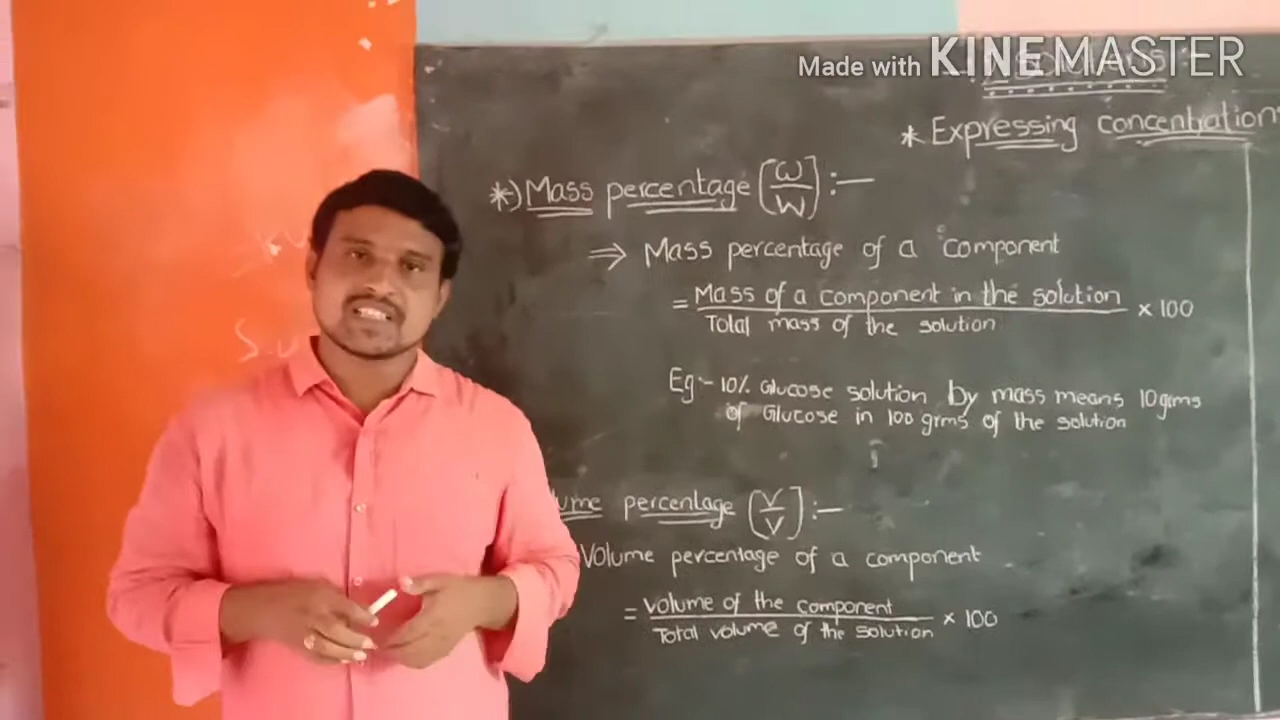 Made with KINEMASTER
* Expressing concentration
*) Mass percentage [w/W] :-
⇒ Mass percentage of a component
= Mass of a component in the solution / Total mass of the solution × 100
Eg:- 10% Glucose solution by mass means 10 grms
of Glucose in 100 grms of the solution
percentage [v/V] :-
Volume percentage of a component
= volume of the component / Total volume of the solution × 100